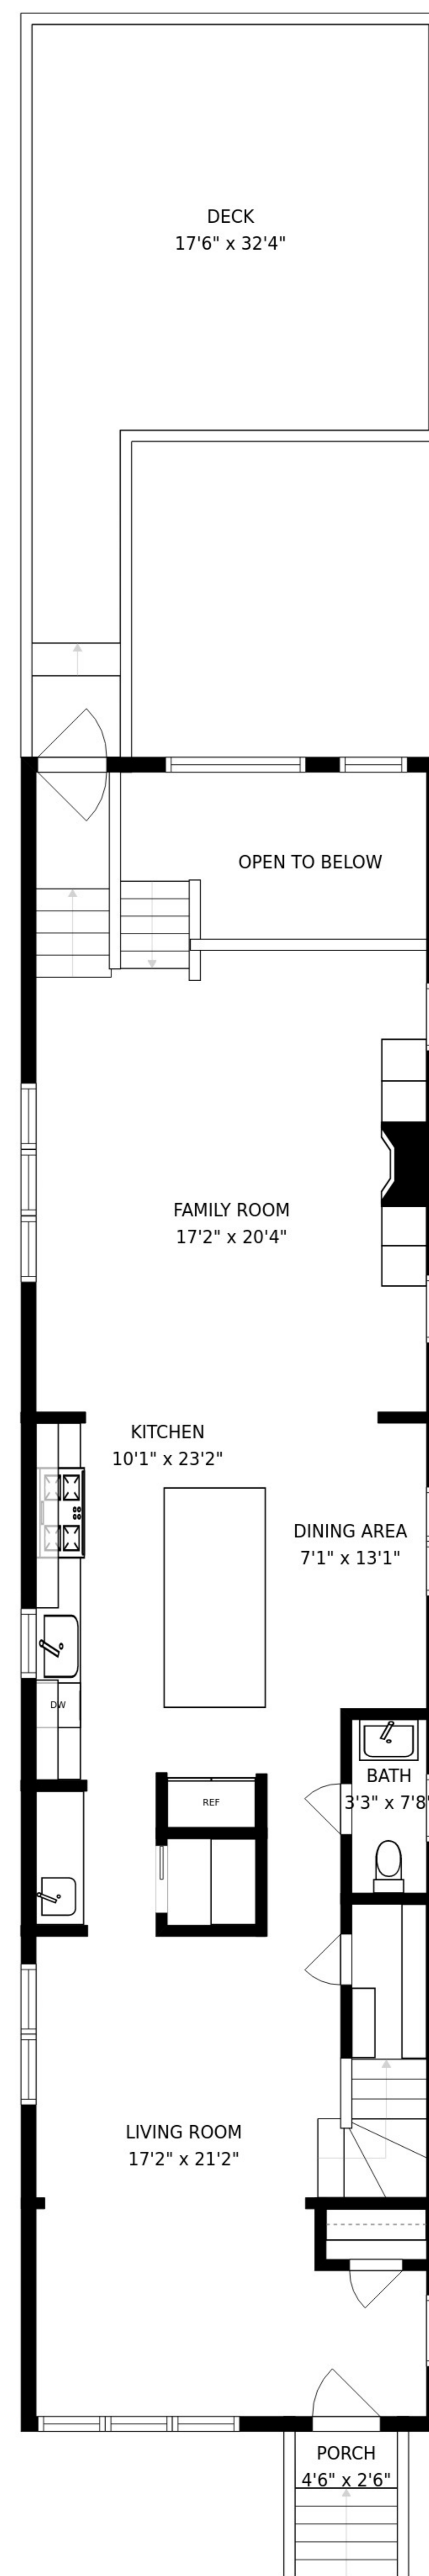 DECK
17'6" x 32'4"
OPEN TO BELOW
FAMILY ROOM
17'2" x 20'4"
KITCHEN
10'1" x 23'2"
DINING AREA
7'1" x 13'1"
DW
BATH
3'3" x 7'8"
REF
LIVING ROOM
17'2" x 21'2"
PORCH
4'6" x 2'6"